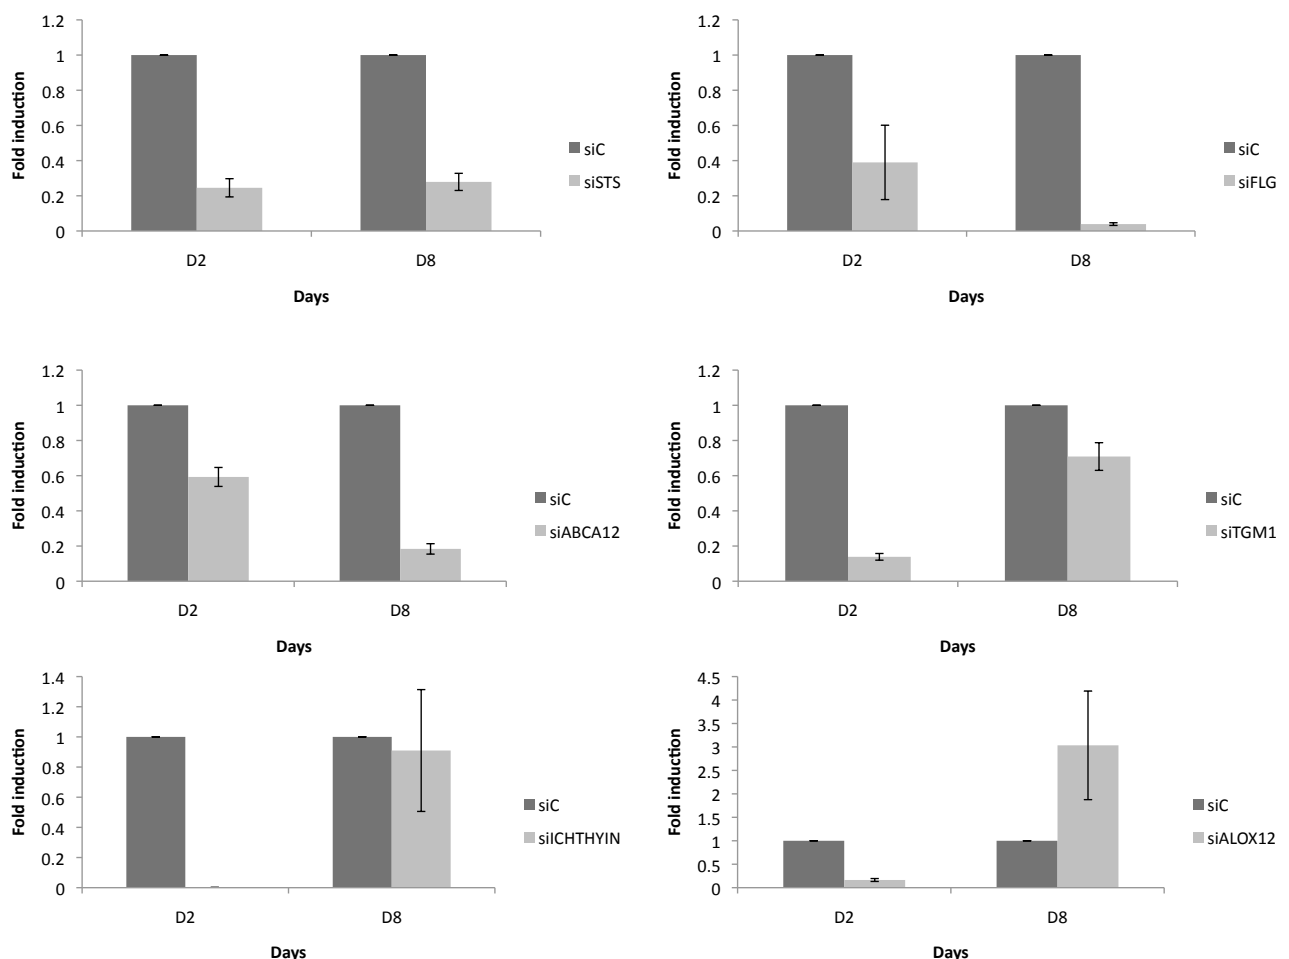 1.2
1
0.8
0.6
0.4
0.2
0
Fold induction
D2 D8
Days
siC
siSTS
1.2
1
0.8
0.6
0.4
0.2
0
Fold induction
D2 D8
Days
siC
siFLG
1.2
1
0.8
0.6
0.4
0.2
0
Fold induction
D2 D8
Days
siC
siABCA12
1.2
1
0.8
0.6
0.4
0.2
0
Fold induction
D2 D8
Days
siC
siTGM1
1.4
1.2
1
0.8
0.6
0.4
0.2
0
Fold induction
D2 D8
Days
siC
siICHTHYIN
4.5
4
3.5
3
2.5
2
1.5
1
0.5
0
Fold induction
D2 D8
Days
siC
siALOX12